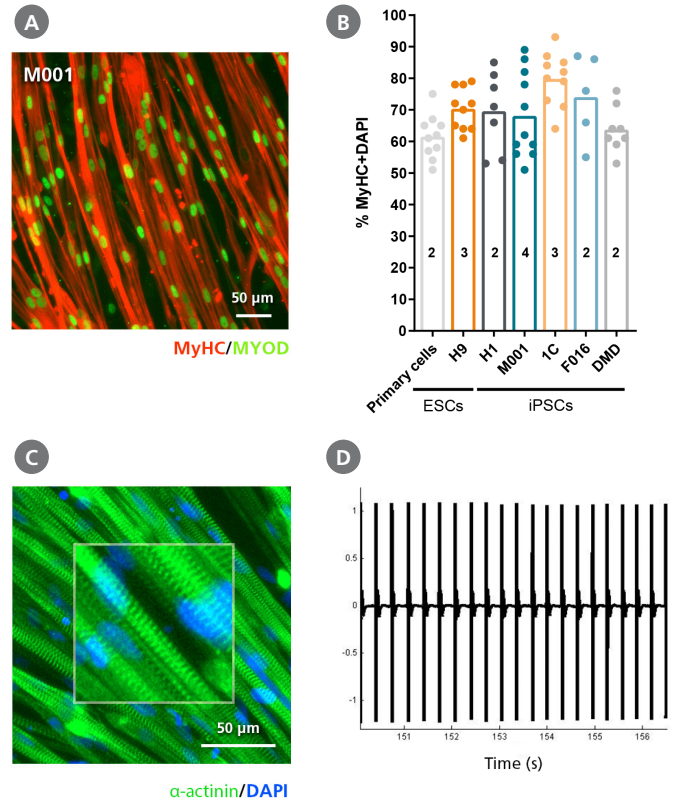 A
M001
50 µm
MyHC/MYOD
B
% MyHC+DAPI
100
90
80
70
60
50
40
30
20
10
0
2
3
2
4
3
2
2
Primary cells
H9
H1
M001
1C
F016
DMD
ESCs
iPSCs
C
50 µm
α-actinin/DAPI
D
1
0.5
0
-0.5
-1
151
152
153
154
155
156
Time (s)